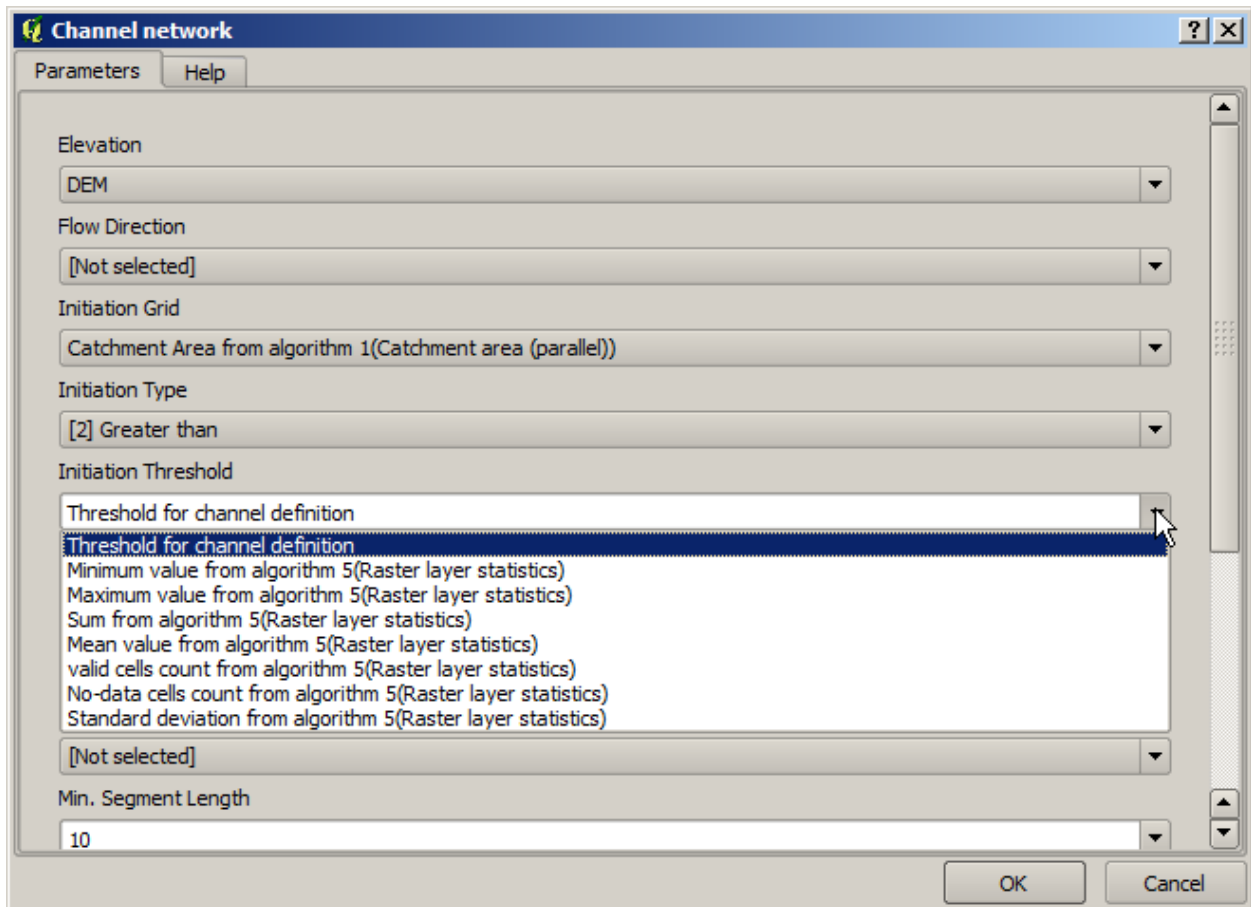 Channel network
Parameters Help
Elevation
DEM
Flow Direction
[Not selected]
Initiation Grid
Catchment Area from algorithm 1(Catchment area (parallel))
Initiation Type
[2] Greater than
Initiation Threshold
Threshold for channel definition
Threshold for channel definition
Minimum value from algorithm 5(Raster layer statistics)
Maximum value from algorithm 5(Raster layer statistics)
Sum from algorithm 5(Raster layer statistics)
Mean value from algorithm 5(Raster layer statistics)
valid cells count from algorithm 5(Raster layer statistics)
No-data cells count from algorithm 5(Raster layer statistics)
Standard deviation from algorithm 5(Raster layer statistics)
[Not selected]
Min. Segment Length
10
OK Cancel